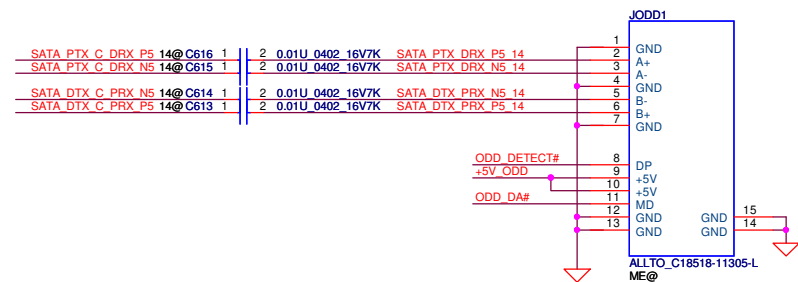 JODD1
1 GND
SATA_PTX_C_DRX_P5 14@ C616 1 2 0.01U_0402_16V7K SATA_PTX_DRX_P5_14 2 A+
SATA_PTX_C_DRX_N5 14@ C615 1 2 0.01U_0402_16V7K SATA_PTX_DRX_N5_14 3 A-
4 GND
SATA_DTX_C_PRX_N5 14@ C614 1 2 0.01U_0402_16V7K SATA_DTX_PRX_N5_14 5 B-
SATA_DTX_C_PRX_P5 14@ C613 1 2 0.01U_0402_16V7K SATA_DTX_PRX_P5_14 6 B+
7 GND
ODD_DETECT# 8 DP
+5V_ODD 9 +5V
10 +5V
ODD_DA# 11 MD
12 GND GND 15
13 GND GND 14
ALLTO_C18518-11305-L
ME@